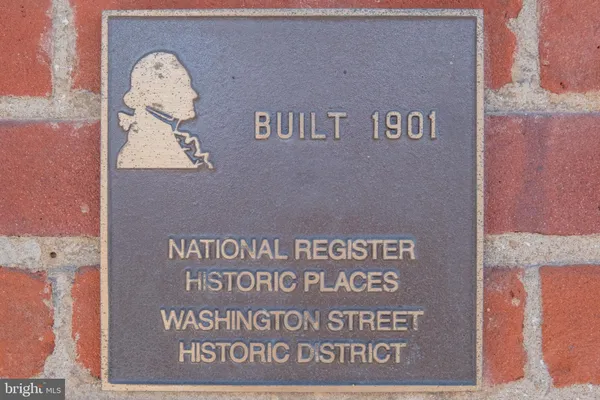 BUILT 1901
NATIONAL REGISTER
HISTORIC PLACES
WASHINGTON STREET
HISTORIC DISTRICT
bright MLS